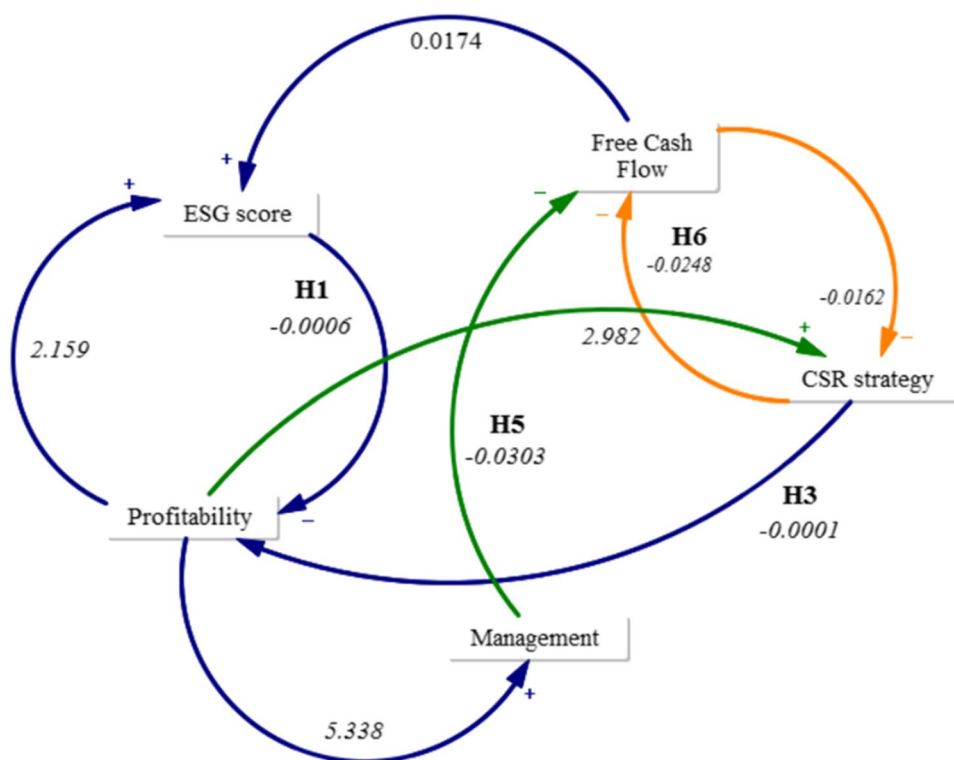 0.0174
Free Cash
Flow
+
+
–
–
ESG score
H6
-0.0248
H1
-0.0006
-0.0162
2.159
2.982
+
–
CSR strategy
H5
-0.0303
H3
-0.0001
Profitability
–
Management
+
5.338